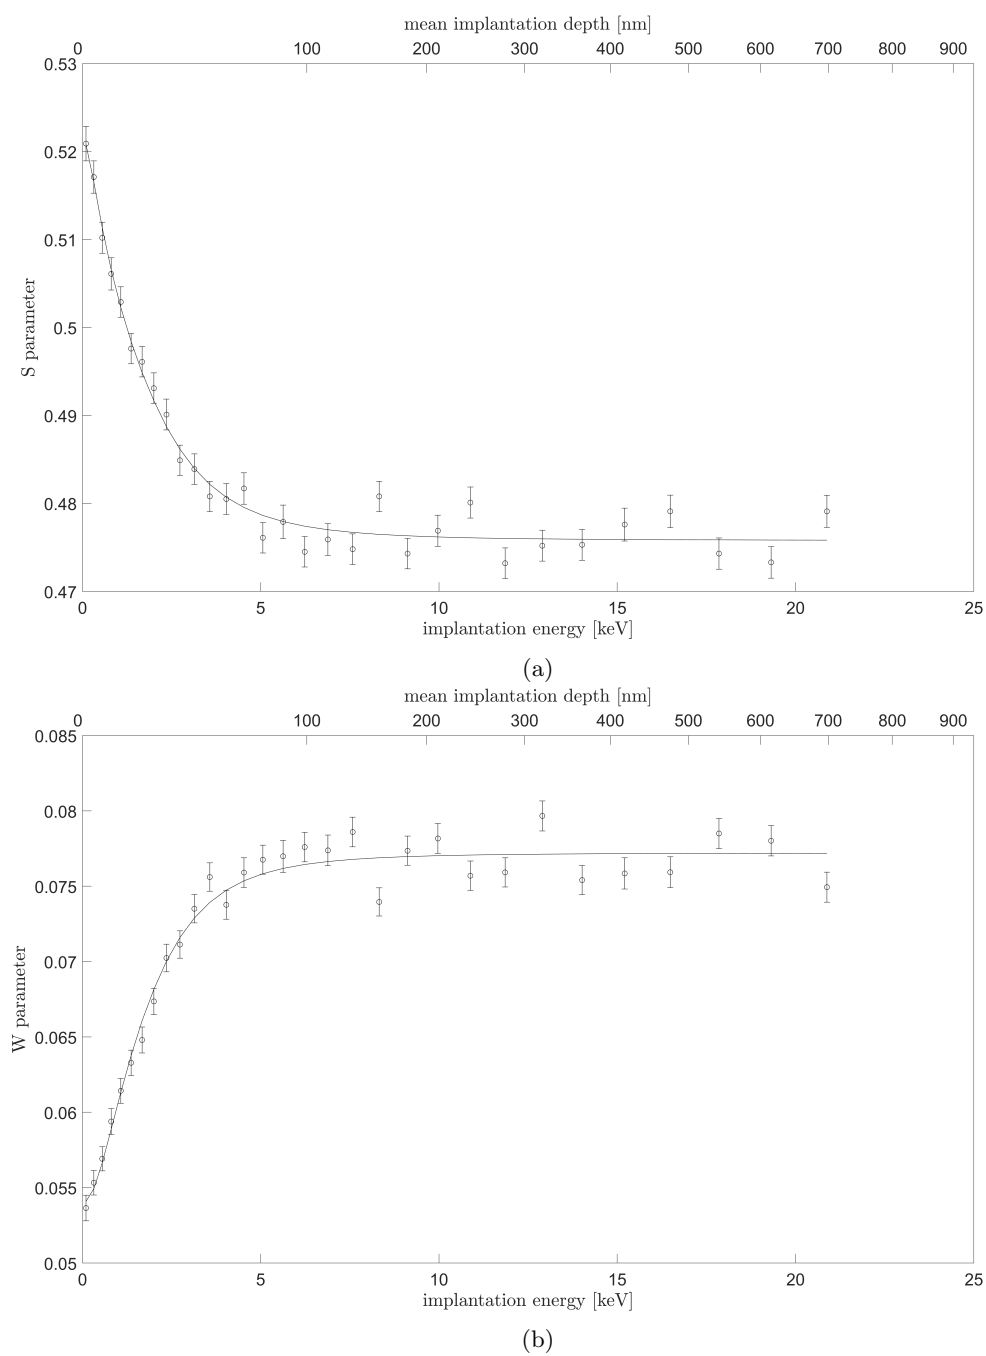 mean implantation depth [nm]
0 100 200 300 400 500 600 700 800 900
0.53
0.52
0.51
0.5
0.49
0.48
0.47
S parameter
0 5 10 15 20 25
implantation energy [keV]
(a)
mean implantation depth [nm]
0 100 200 300 400 500 600 700 800 900
0.085
0.08
0.075
0.07
0.065
0.06
0.055
0.05
W parameter
0 5 10 15 20 25
implantation energy [keV]
(b)